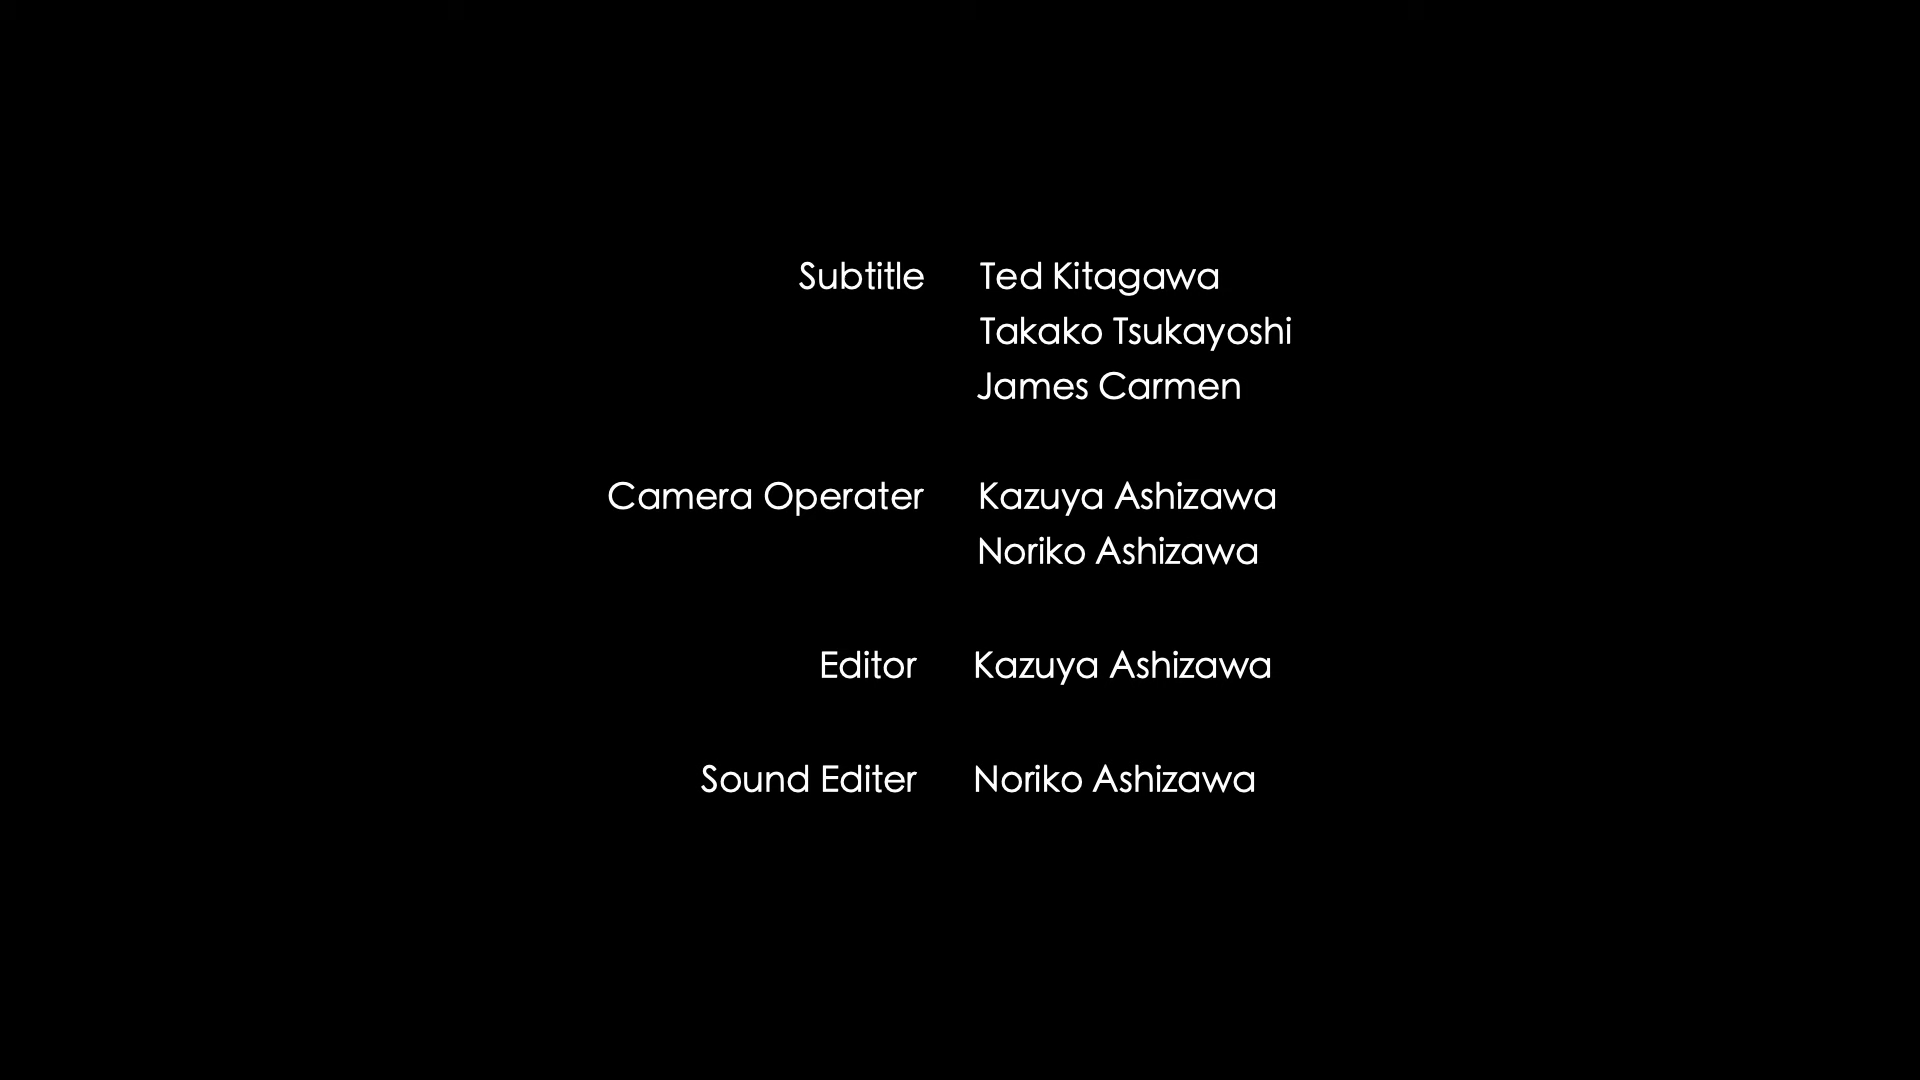 Subtitle Ted Kitagawa
Takako Tsukayoshi
James Carmen
Camera Operater Kazuya Ashizawa
Noriko Ashizawa
Editor Kazuya Ashizawa
Sound Editer Noriko Ashizawa